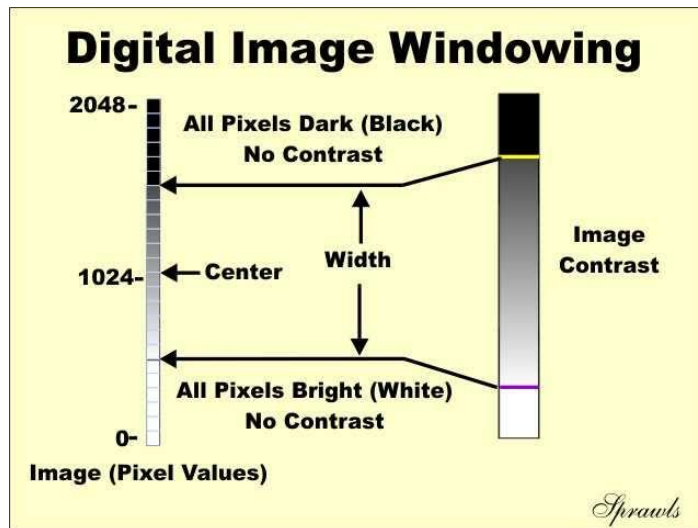 Digital Image Windowing
2048-
All Pixels Dark (Black)
No Contrast
Image
Contrast
Width
1024-
Center
All Pixels Bright (White)
No Contrast
0-
Image (Pixel Values)
Sprawls